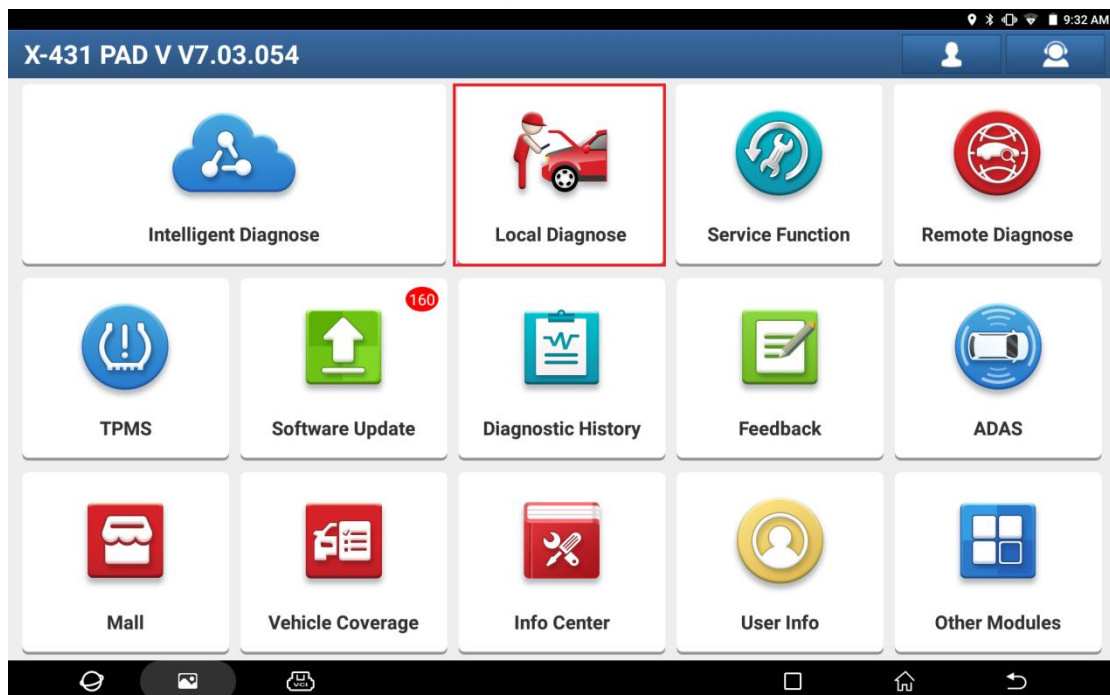 9:32 AM
X-431 PAD V V7.03.054
Intelligent Diagnose
Local Diagnose
Service Function
Remote Diagnose
160
TPMS
Software Update
Diagnostic History
Feedback
ADAS
Mall
Vehicle Coverage
Info Center
User Info
Other Modules
VCI